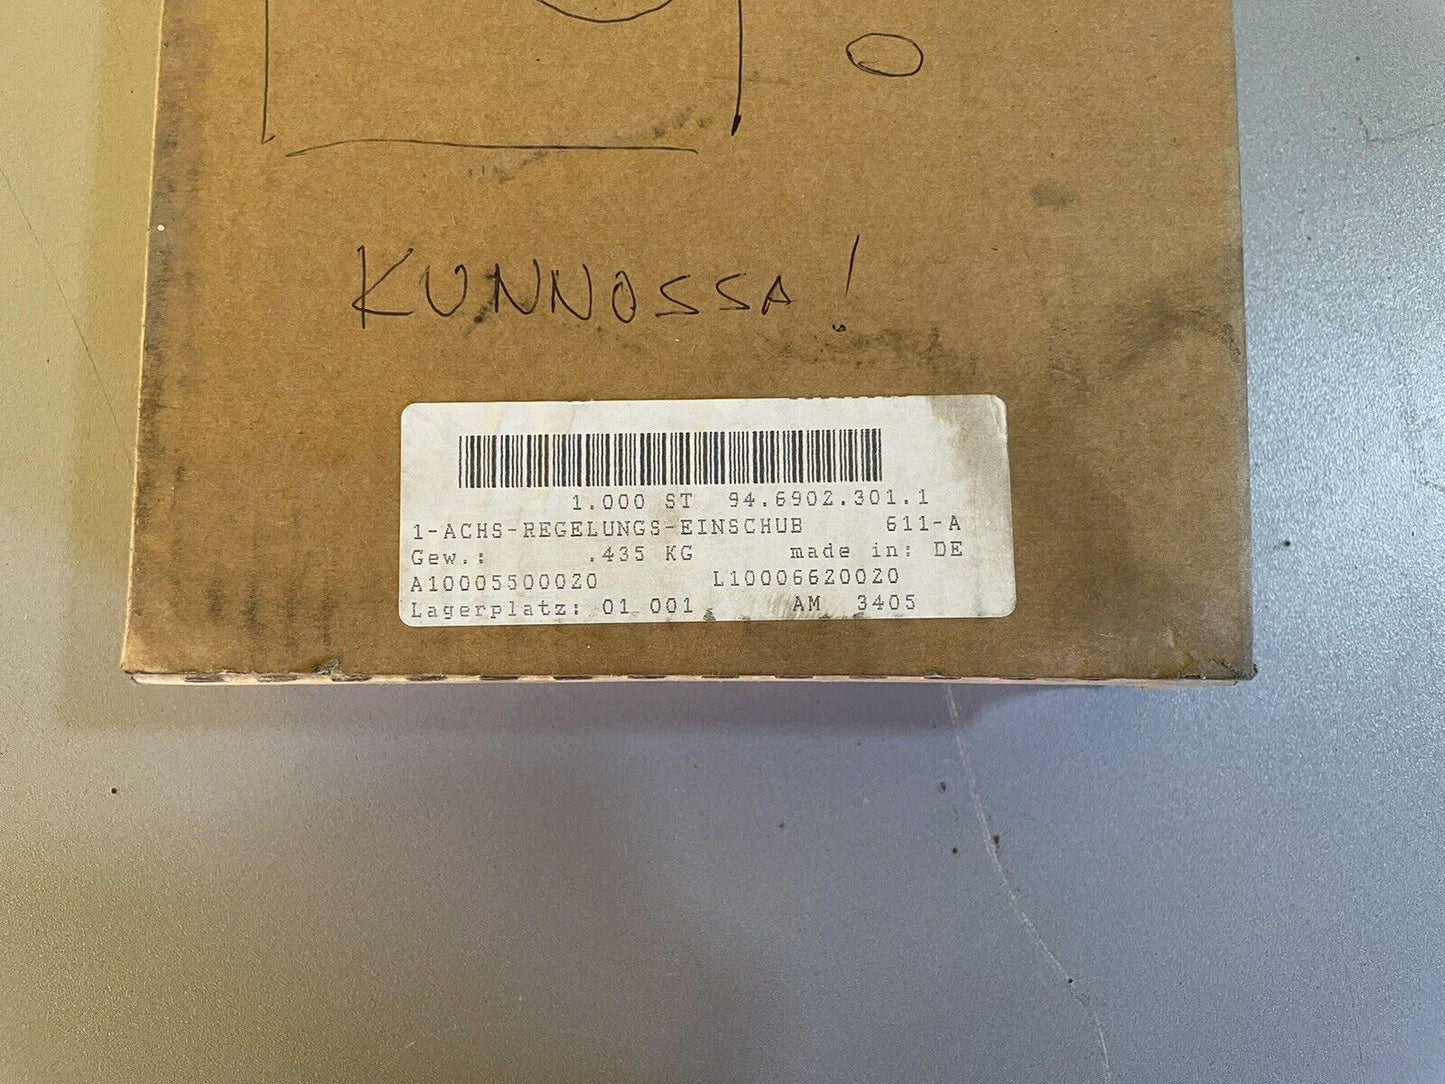 KUNNOSSA!
1.000 ST 94.6902.301.1
1-ACHS-REGELUNGS-EINSCHUB 611-A
Gew.: .435 KG made in: DE
A10005500020 L10006620020
Lagerplatz: 01 001 AM 3405